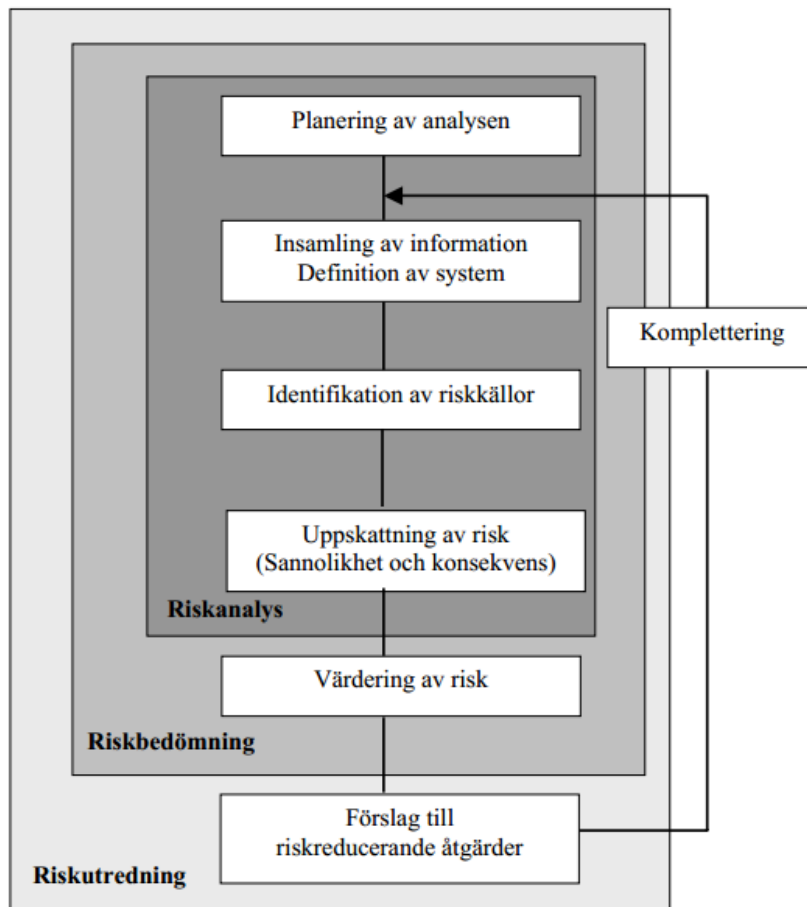 Planering av analysen
Insamling av information
Definition av system
Komplettering
Identifikation av riskkällor
Uppskattning av risk
(Sannolikhet och konsekvens)
Riskanalys
Värdering av risk
Riskbedömning
Förslag till
riskreducerande åtgärder
Riskutredning